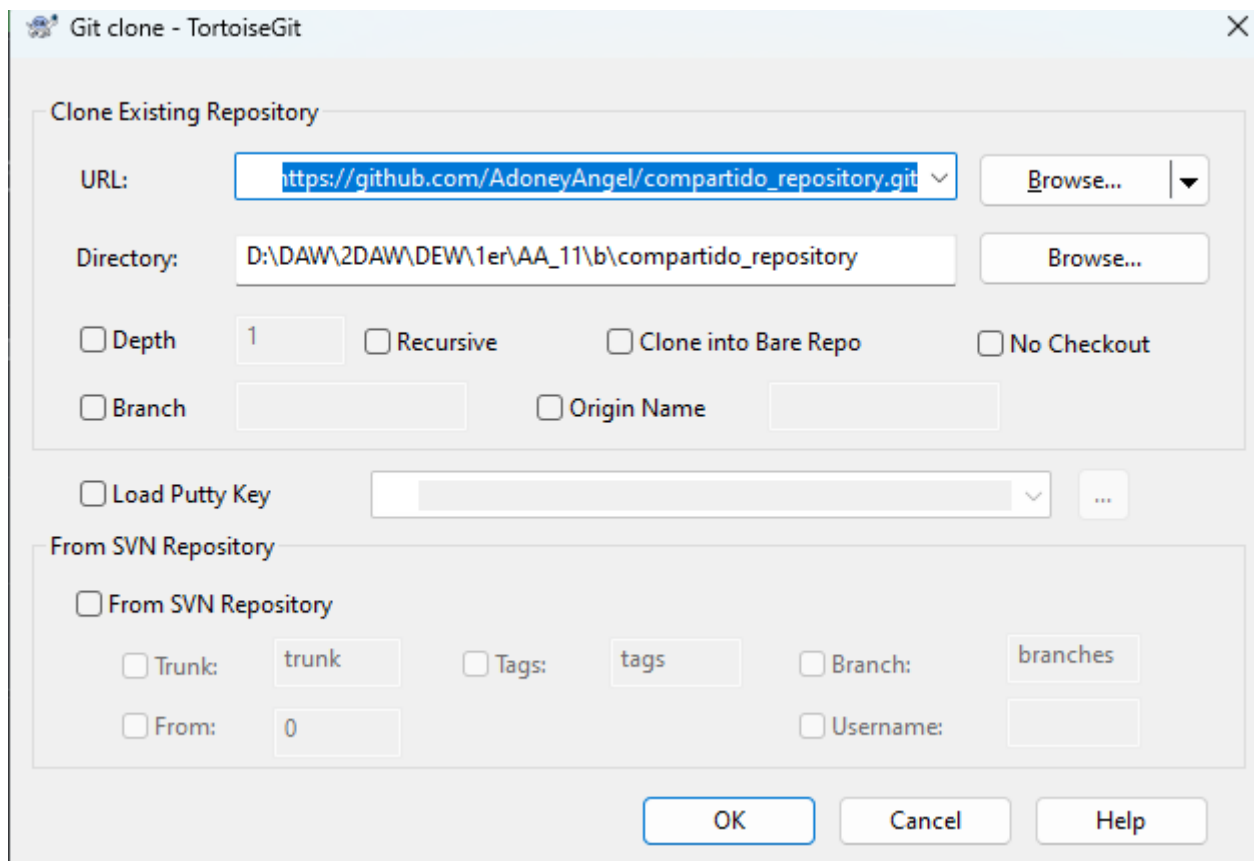 Git clone - TortoiseGit
Clone Existing Repository
URL: https://github.com/AdoneyAngel/compartido_repository.git Browse...
Directory: D:\DAW\2DAW\DEW\1er\AA_11\b\compartido_repository Browse...
Depth 1 Recursive Clone into Bare Repo No Checkout
Branch Origin Name
Load Putty Key ...
From SVN Repository
From SVN Repository
Trunk: trunk Tags: tags Branch: branches
From: 0 Username:
OK Cancel Help